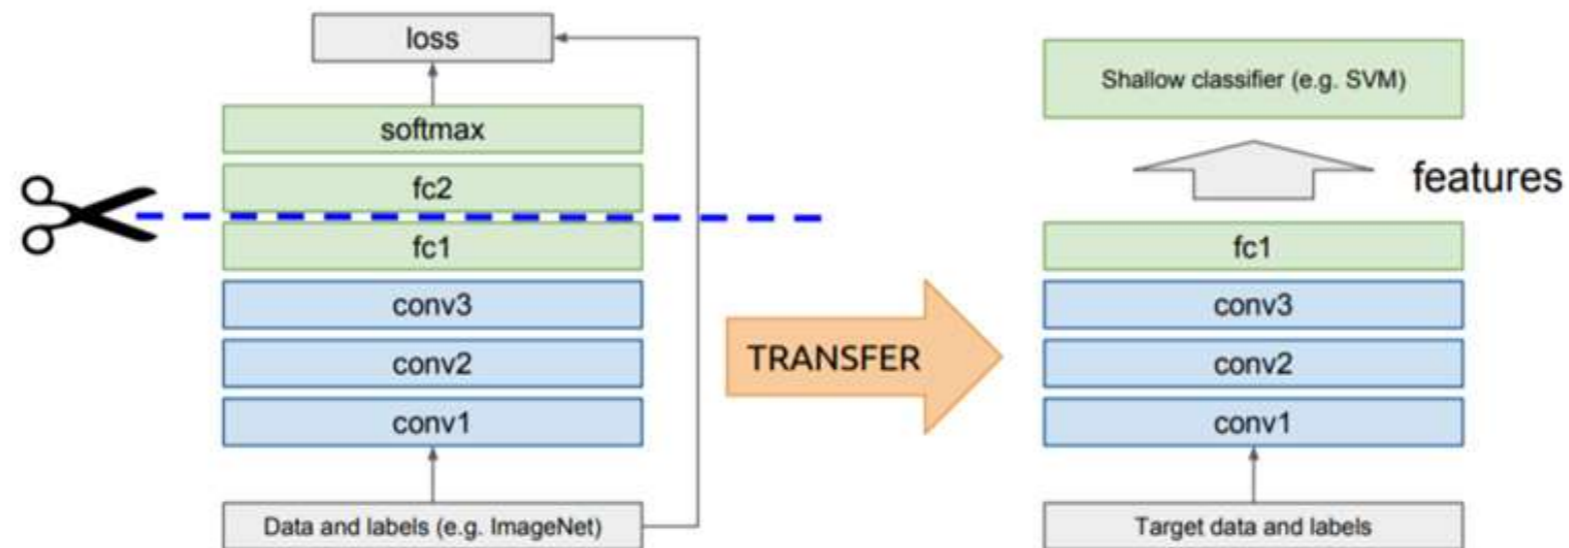 loss
softmax
fc2
fc1
conv3
conv2
conv1
Data and labels (e.g. ImageNet)
TRANSFER
Shallow classifier (e.g. SVM)
features
fc1
conv3
conv2
conv1
Target data and labels